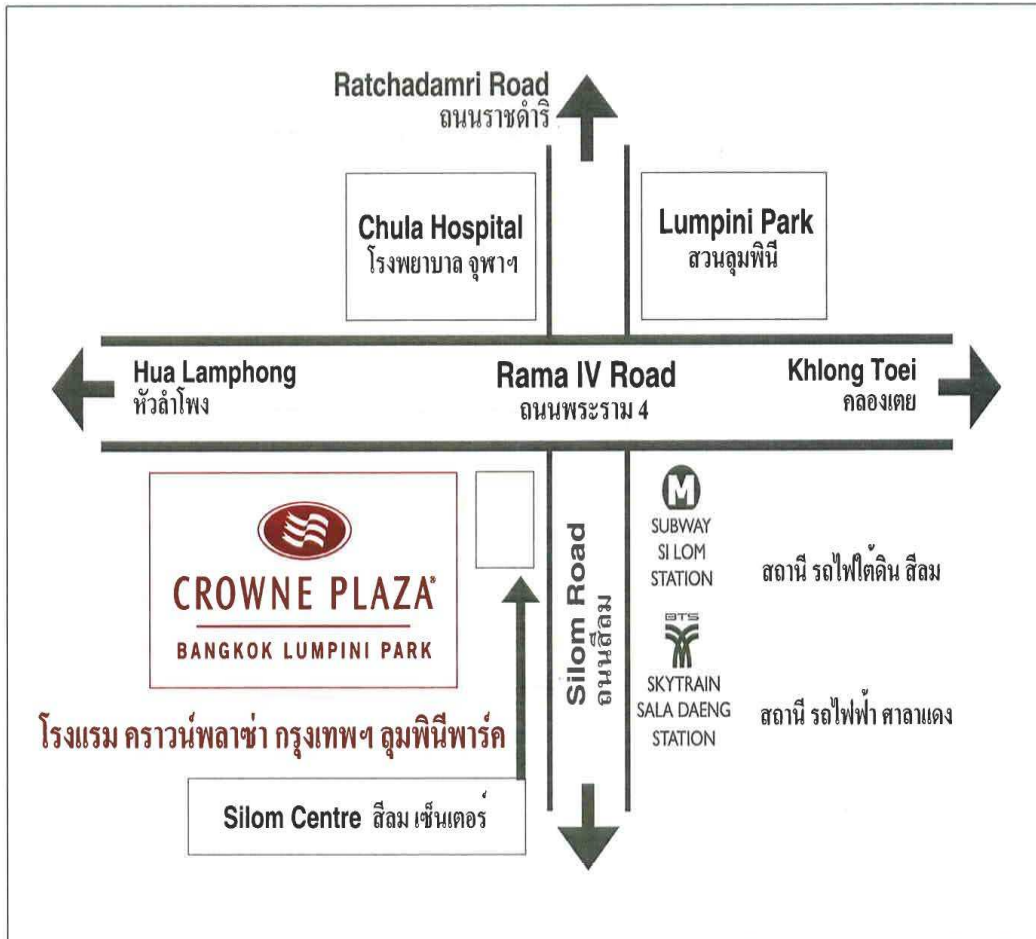 Ratchadamri Road
ถนนราชดำริ
Chula Hospital
โรงพยาบาล จุฬาฯ
Lumpini Park
สวนลุมพินี
Hua Lamphong
หัวลำโพง
Rama IV Road
ถนนพระราม 4
Khlong Toei
คลองเตย
CROWNE PLAZA®
BANGKOK LUMPINI PARK
โรงแรม คราวน์พลาซ่า กรุงเทพฯ ลุมพินีพาร์ค
Silom Road
ถนนสีลม
M
SUBWAY
SI LOM
STATION
สถานี รถไฟใต้ดิน สีลม
BTS
SKYTRAIN
SALA DAENG
STATION
สถานี รถไฟฟ้า ศาลาแดง
Silom Centre สีลม เซ็นเตอร์